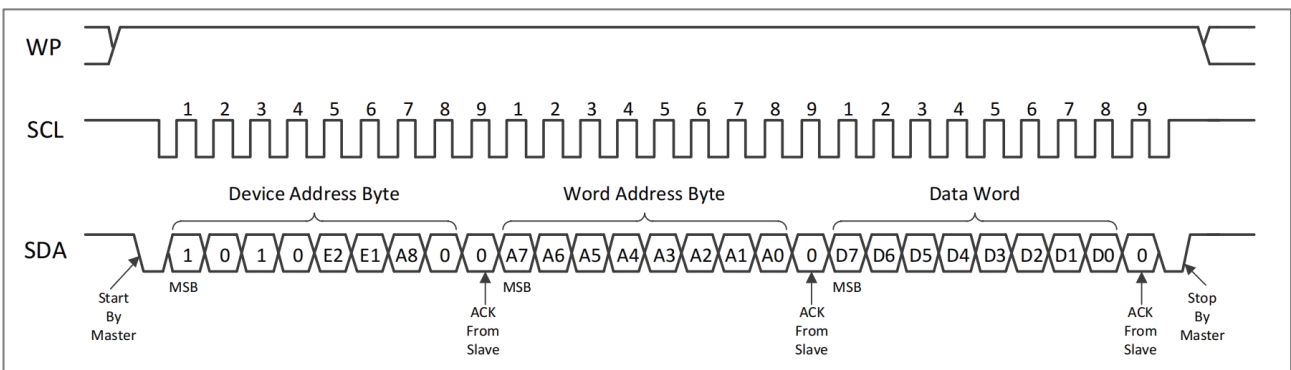 WP
1 2 3 4 5 6 7 8 9 1 2 3 4 5 6 7 8 9 1 2 3 4 5 6 7 8 9
SCL
Device Address Byte Word Address Byte Data Word
SDA 1 0 1 0 E2 E1 A8 0 0 A7 A6 A5 A4 A3 A2 A1 A0 0 D7 D6 D5 D4 D3 D2 D1 D0 0
MSB MSB MSB
Start
By
Master
ACK
From
Slave
ACK
From
Slave
ACK
From
Slave
Stop
By
Master